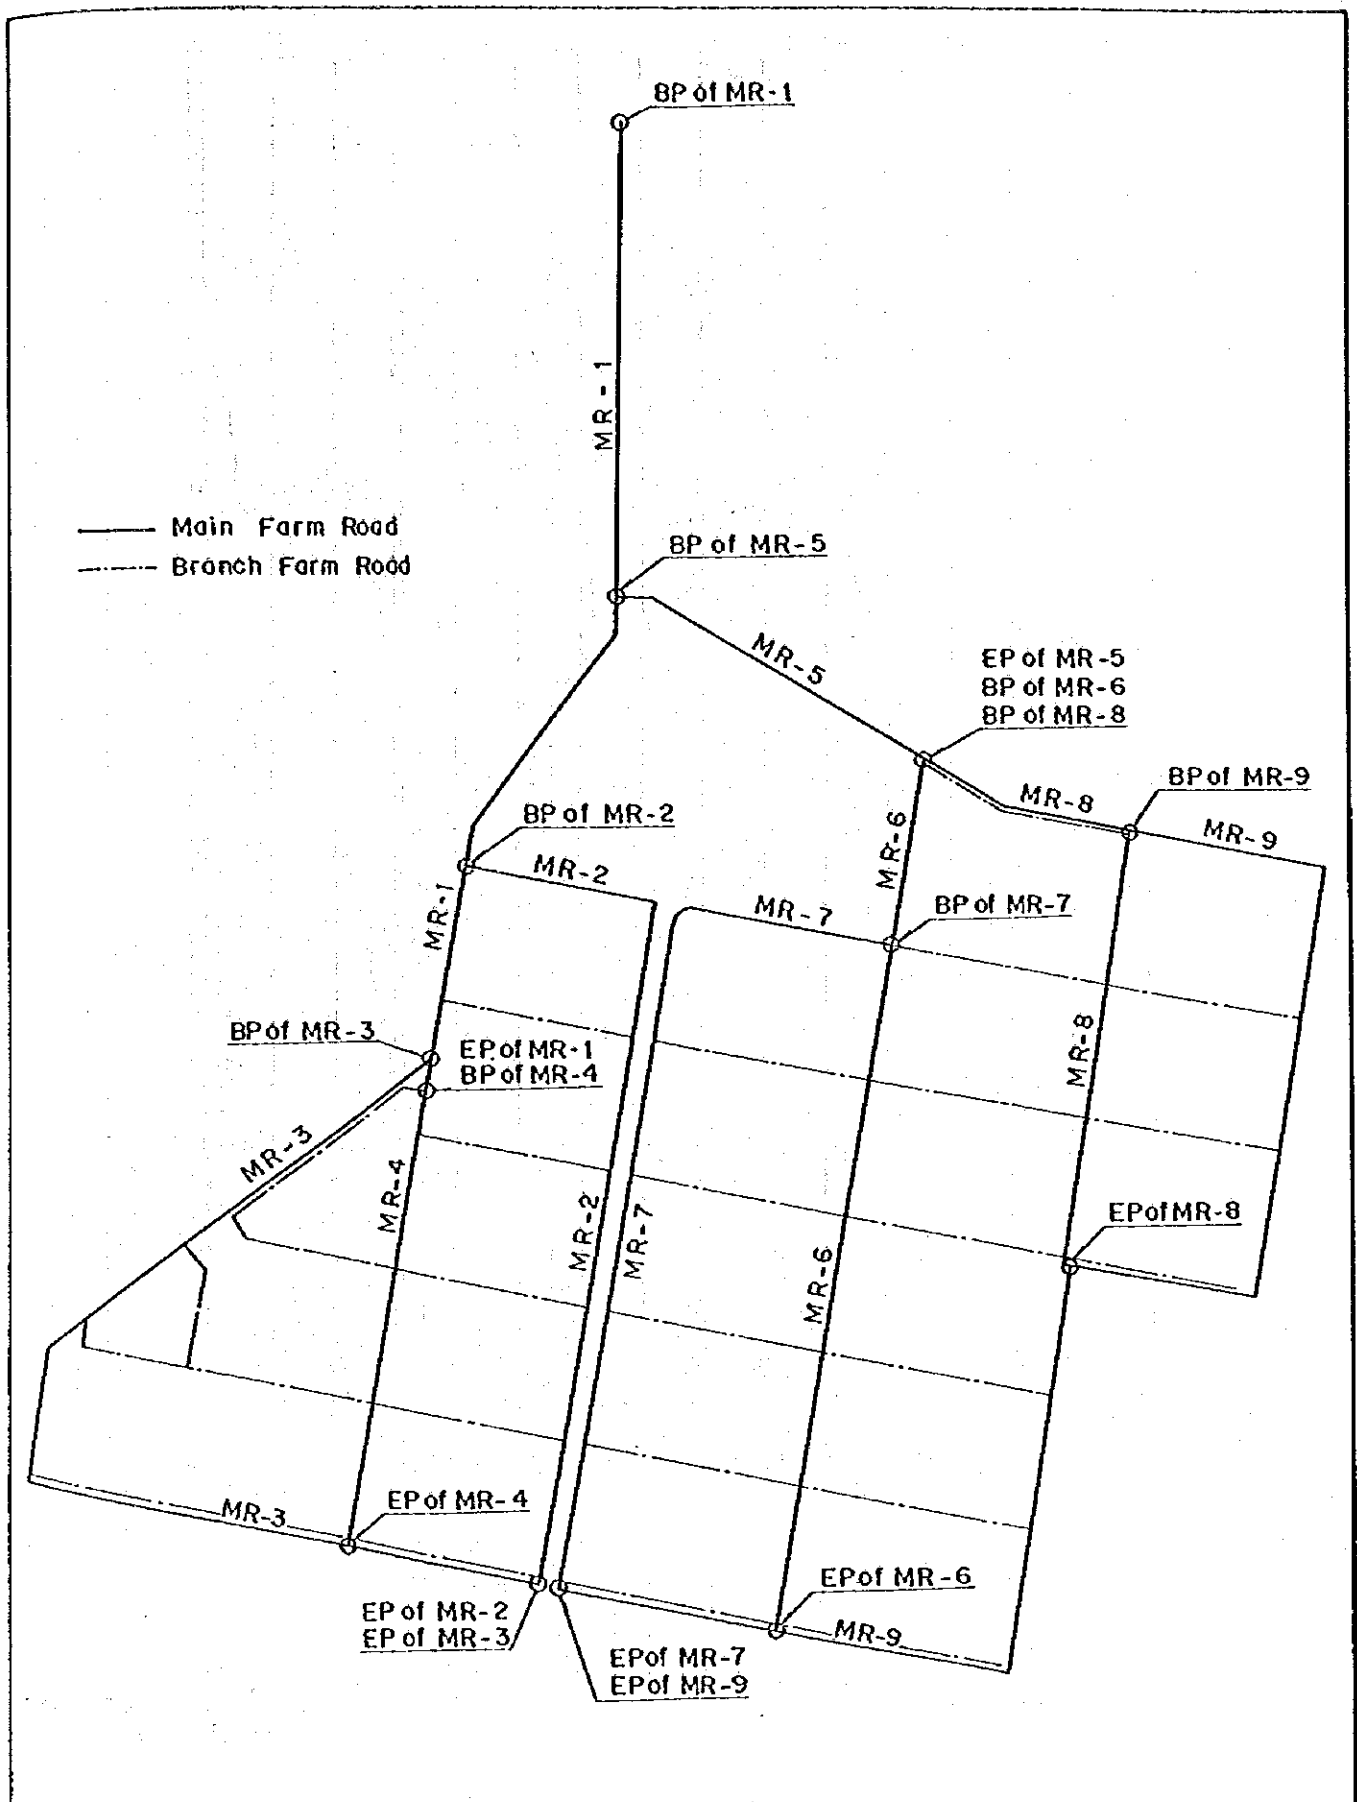 BP of MR-1
MR-1
Main Farm Road
Branch Farm Road
BP of MR-5
MR-5
EP of MR-5
BP of MR-6
BP of MR-8
MR-8
BP of MR-9
MR-9
BP of MR-2
MR-2
MR-6
MR-1
MR-7
BP of MR-7
BP of MR-3
EP of MR-1
BP of MR-4
MR-8
MR-3
MR-4
MR-2
MR-7
MR-6
EP of MR-8
MR-3
EP of MR-4
EP of MR-2
EP of MR-3
EP of MR-6
MR-9
EP of MR-7
EP of MR-9